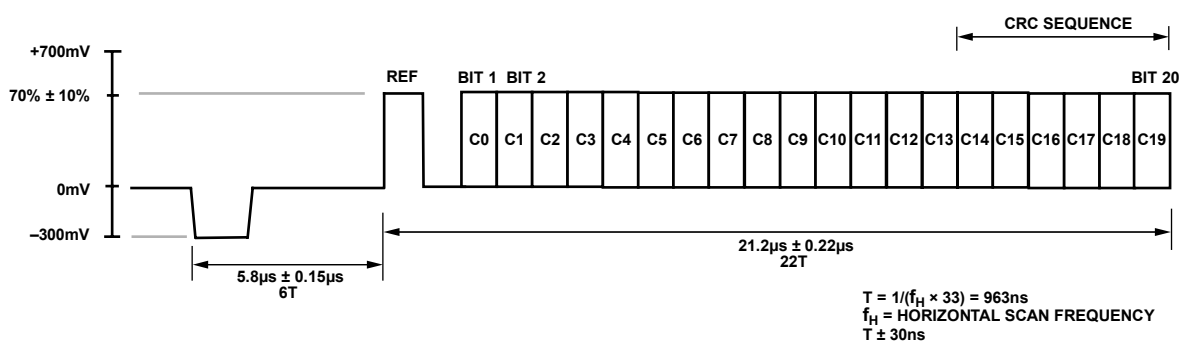 CRC SEQUENCE
+700mV
REF
BIT 1 BIT 2
BIT 20
70% ± 10%
C0 C1 C2 C3 C4 C5 C6 C7 C8 C9 C10 C11 C12 C13 C14 C15 C16 C17 C18 C19
0mV
–300mV
21.2µs ± 0.22µs
22T
5.8µs ± 0.15µs
6T
T = 1/(fH × 33) = 963ns
fH = HORIZONTAL SCAN FREQUENCY
T ± 30ns